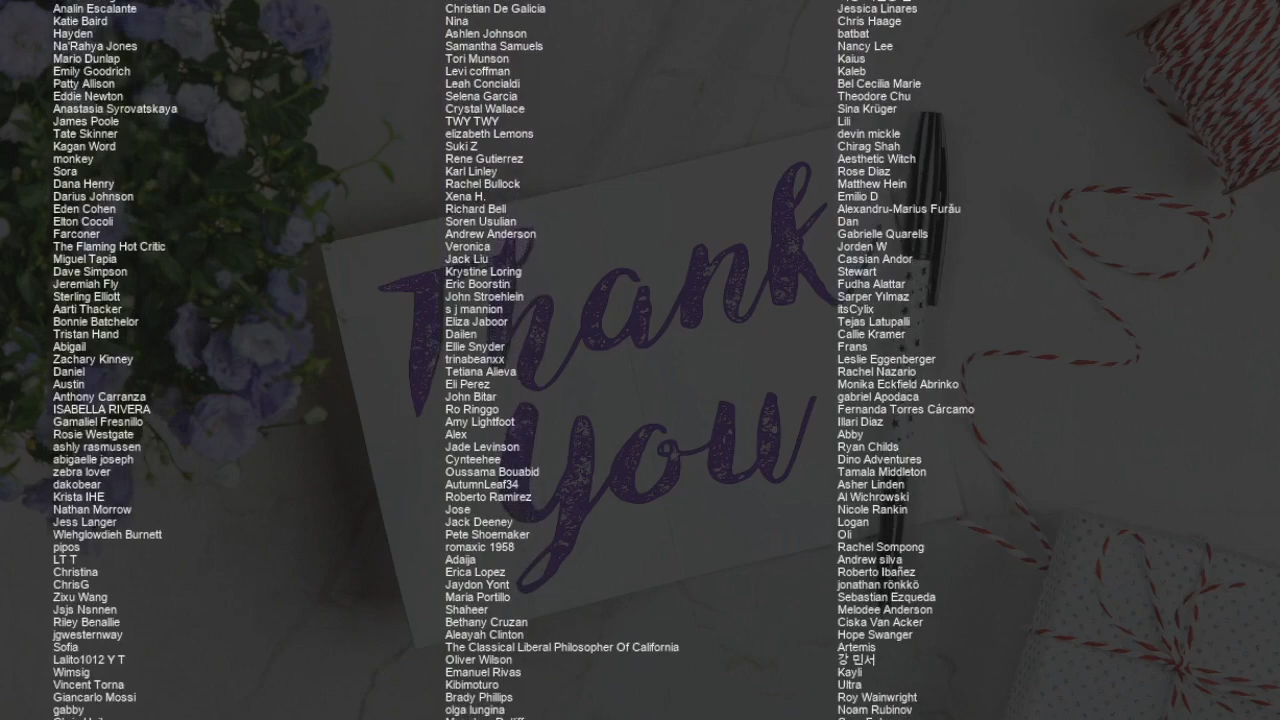 Analin Escalante
Katie Baird
Hayden
Na'Rahya Jones
Mario Dunlap
Emily Goodrich
Patty Allison
Eddie Newton
Anastasia Syrovatskaya
James Poole
Tate Skinner
Kagan Word
monkey
Sora
Dana Henry
Darius Johnson
Eden Cohen
Elton Cocoli
Farconer
The Flaming Hot Critic
Miguel Tapia
Dave Simpson
Jeremiah Fly
Sterling Elliott
Aarti Thacker
Bonnie Batchelor
Tristan Hand
Abigail
Zachary Kinney
Daniel
Austin
Anthony Carranza
ISABELLA RIVERA
Gamaliel Fresnillo
Rosie Westgate
ashly rasmussen
abigaelle joseph
zebra lover
dakobear
Krista IHE
Nathan Morrow
Jess Langer
Wlehglowdieh Burnett
pipos
LT T
Christina
ChrisG
Zixu Wang
Jsjs Nsnnen
Riley Benallie
jgwesternway
Sofia
Lalito1012 Y T
Wimsig
Vincent Torna
Giancarlo Mossi
gabby
Christian De Galicia
Nina
Ashlen Johnson
Samantha Samuels
Tori Munson
Levi coffman
Leah Concialdi
Selena Garcia
Crystal Wallace
TWY TWY
elizabeth Lemons
Suki Z
Rene Gutierrez
Karl Linley
Rachel Bullock
Xena H.
Richard Bell
Soren Usulian
Andrew Anderson
Veronica
Jack Liu
Krystine Loring
Eric Boorstin
John Stroehlein
s j mannion
Eliza Jaboor
Dailen
Ellie Snyder
trinabeanxx
Tetiana Alieva
Eli Perez
John Bitar
Ro Ringgo
Amy Lightfoot
Alex
Jade Levinson
Cynteehee
Oussama Bouabid
AutumnLeaf34
Roberto Ramirez
Jose
Jack Deeney
Pete Shoemaker
romaxic 1958
Adaija
Erica Lopez
Jaydon Yont
Maria Portillo
Shaheer
Bethany Cruzan
Aleayah Clinton
The Classical Liberal Philosopher Of California
Oliver Wilson
Emanuel Rivas
Kibimoturo
Brady Phillips
olga lungina
Jessica Linares
Chris Haage
batbat
Nancy Lee
Kaius
Kaleb
Bel Cecilia Marie
Theodore Chu
Sina Krüger
Lili
devin mickle
Chirag Shah
Aesthetic Witch
Rose Diaz
Matthew Hein
Emilio D
Alexandru-Marius Furău
Dan
Gabrielle Quarells
Jorden W
Cassian Andor
Stewart
Fudha Alattar
Sarper Yılmaz
itsCylix
Tejas Latupalli
Callie Kramer
Frans
Leslie Eggenberger
Rachel Nazario
Monika Eckfield Abrinko
gabriel Apodaca
Fernanda Torres Cárcamo
Illari Diaz
Abby
Ryan Childs
Dino Adventures
Tamala Middleton
Asher Linden
Al Wichrowski
Nicole Rankin
Logan
Oli
Rachel Sompong
Andrew silva
Roberto Ibañez
jonathan rönkkö
Sebastian Ezqueda
Melodee Anderson
Ciska Van Acker
Hope Swanger
Artemis
강 민서
Kayli
Ultra
Roy Wainwright
Noam Rubinov
Thank
you